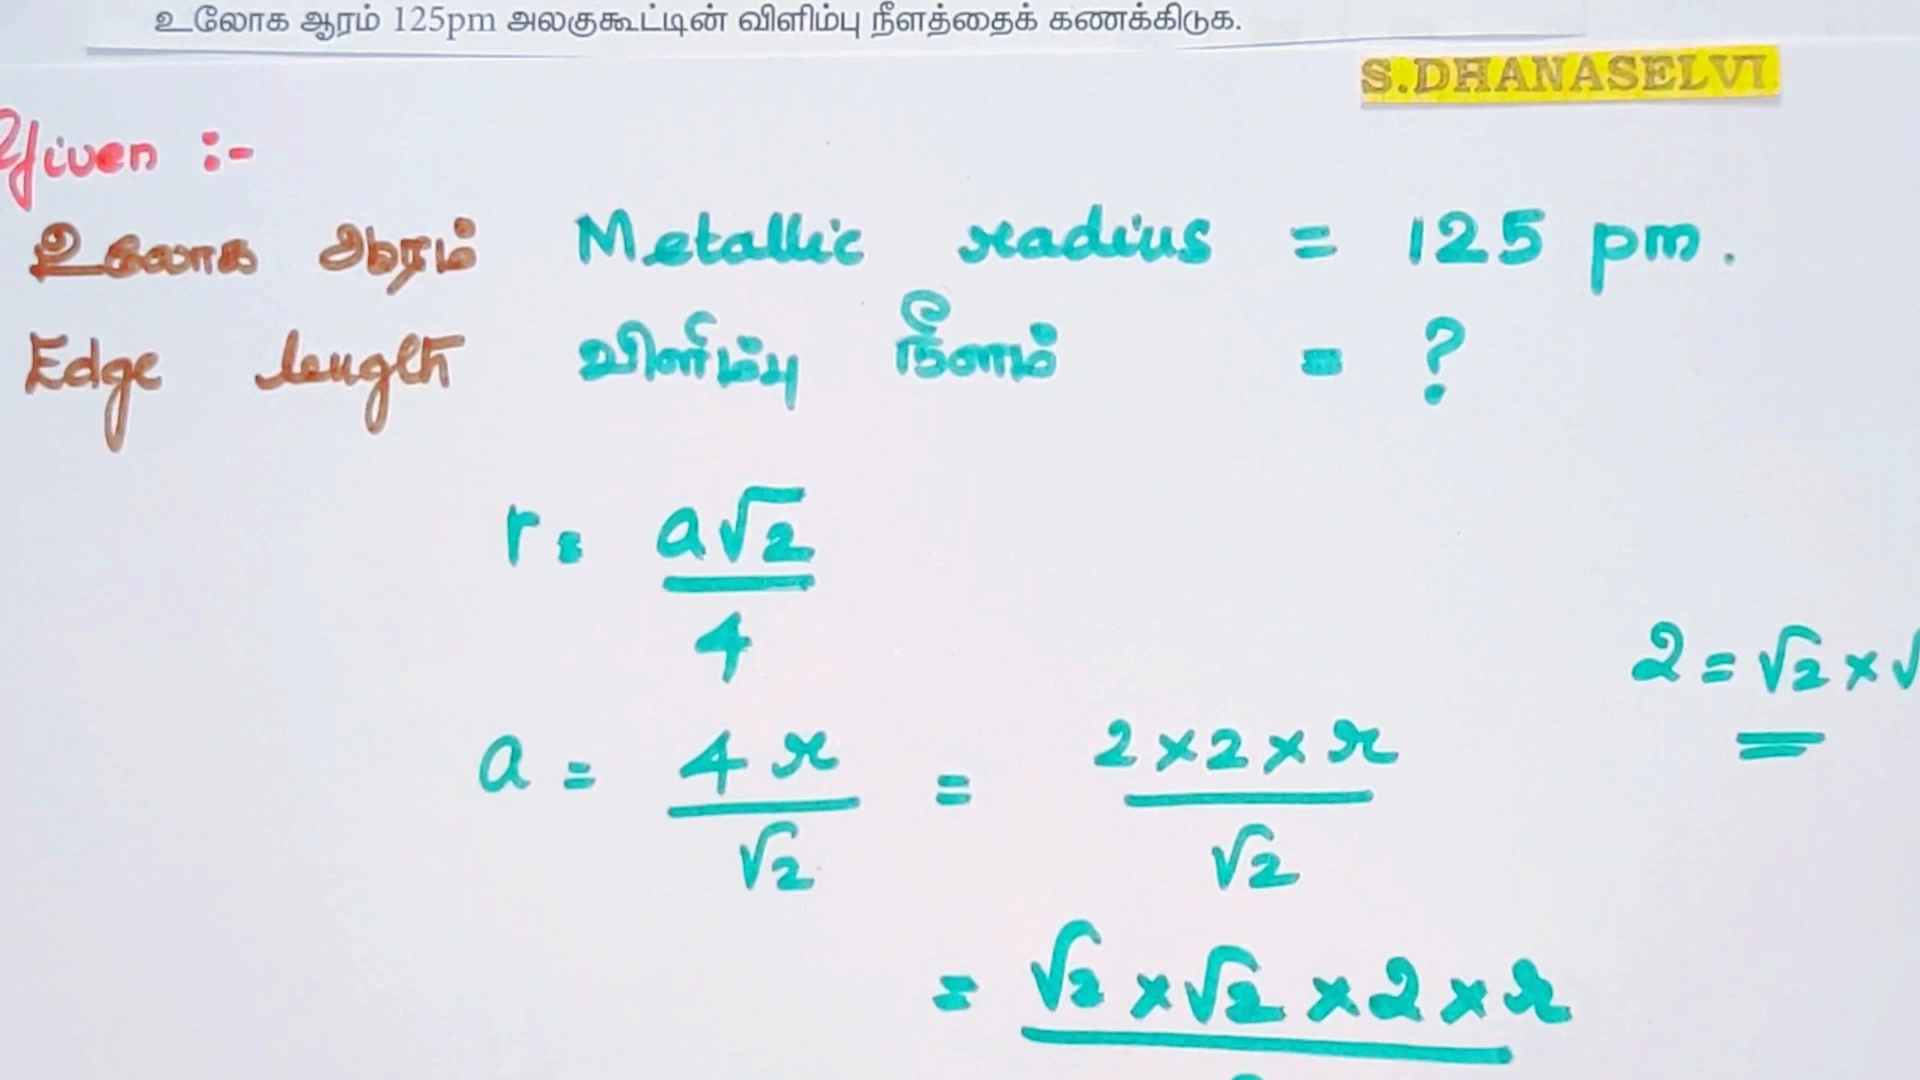 உலோக ஆரம் 125pm அலகுகூட்டின் விளிம்பு நீளத்தைக் கணக்கிடுக.
S.DHANASELVI
Given :-
உலோக ஆரம் Metallic radius = 125 pm.
Edge length விளிம்பு நீளம் = ?
r = a√2 / 4
2 = √2 × √
a = 4r / √2 = 2×2×r / √2
= √2 × √2 × 2 × r